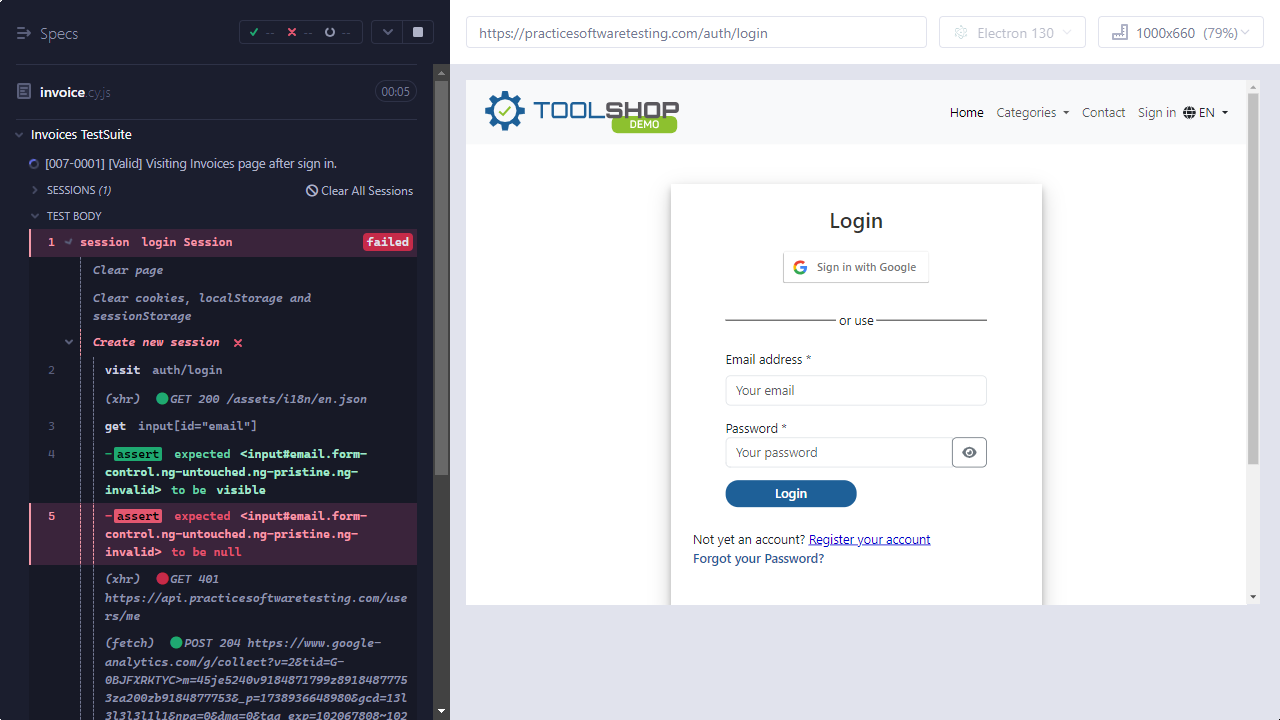 Specs
--
--
--
invoice.cy.js
00:05
Invoices TestSuite
[007-0001] [Valid] Visiting Invoices page after sign in.
SESSIONS (1)
Clear All Sessions
TEST BODY
1 session login Session failed
Clear page
Clear cookies, localStorage and
sessionStorage
Create new session
2 visit auth/login
(xhr) GET 200 /assets/i18n/en.json
3 get input[id="email"]
4 -assert expected <input#email.form-
control.ng-untouched.ng-pristine.ng-
invalid> to be visible
5 -assert expected <input#email.form-
control.ng-untouched.ng-pristine.ng-
invalid> to be null
(xhr) GET 401
https://api.practicesoftwaretesting.com/use
rs/me
(fetch) POST 204 https://www.google-
analytics.com/g/collect?v=2&tid=G-
0BJFXRKTYC>m=45je5240v9184871799z8918487775
3za200zb9184877753&_p=1738936648980&gcd=13l
3l3l3l1l1&npa=0&dma=0&tag_exp=102067808~102
https://practicesoftwaretesting.com/auth/login
Electron 130
1000x660 (79%)
TOOLSHOP
DEMO
Home
Categories
Contact
Sign in
EN
Login
Sign in with Google
or use
Email address *
Your email
Password *
Your password
Login
Not yet an account? Register your account
Forgot your Password?